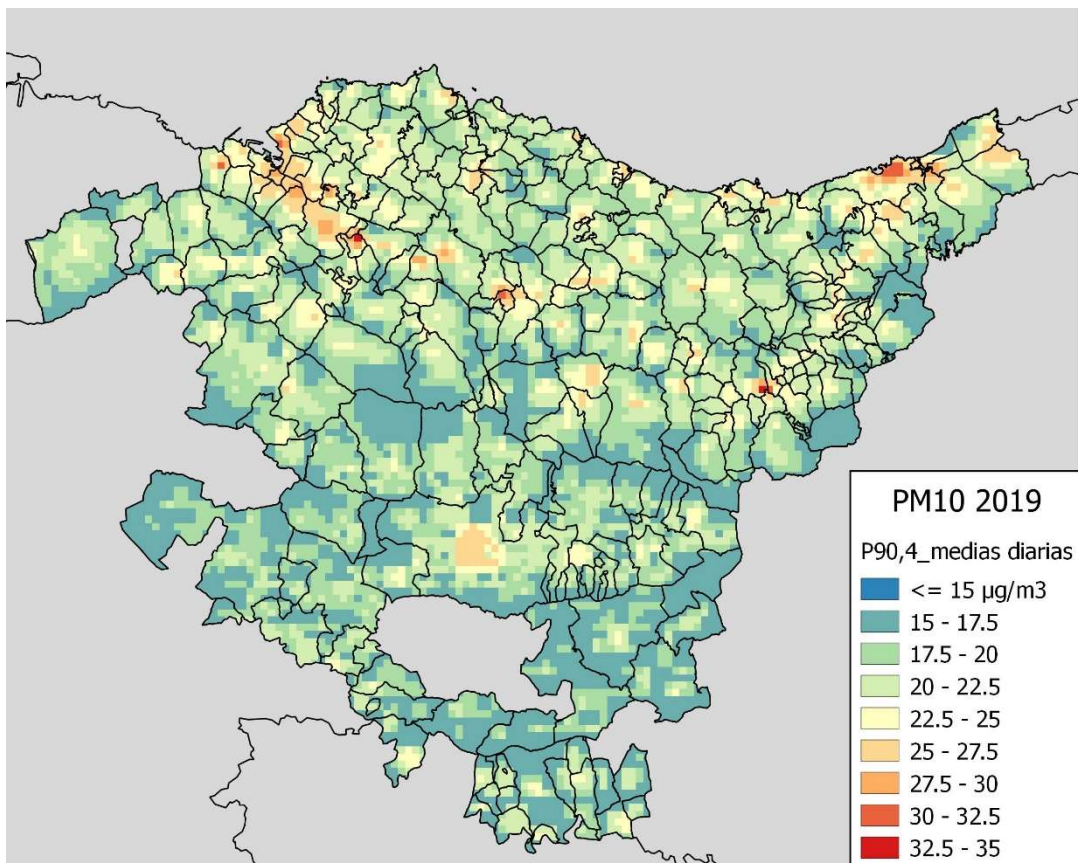 PM10 2019
P90,4_medias diarias
<= 15 µg/m3
15 - 17.5
17.5 - 20
20 - 22.5
22.5 - 25
25 - 27.5
27.5 - 30
30 - 32.5
32.5 - 35